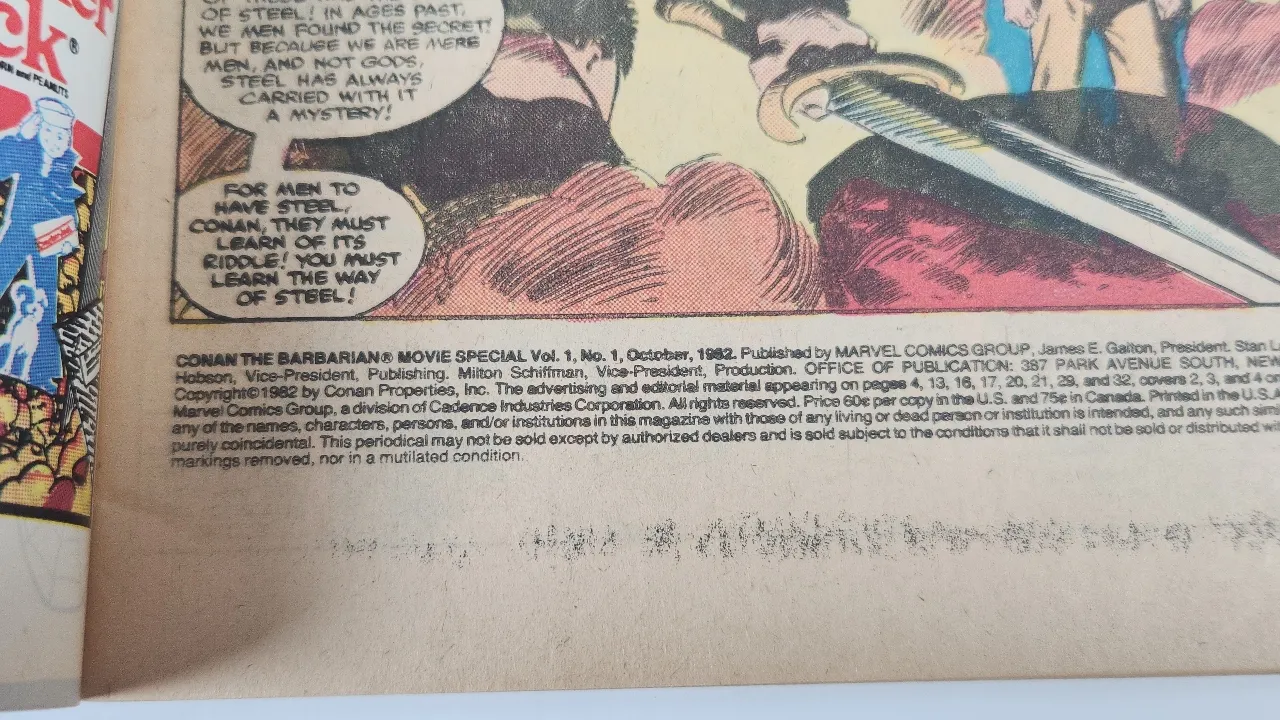 ck®
and PEANUTS
OF STEEL! IN AGES PAST,
WE MEN FOUND THE SECRET!
BUT BECAUSE WE ARE MERE
MEN, AND NOT GODS,
STEEL HAS ALWAYS
CARRIED WITH IT
A MYSTERY!
FOR MEN TO
HAVE STEEL,
CONAN, THEY MUST
LEARN OF ITS
RIDDLE! YOU MUST
LEARN THE WAY
OF STEEL!
CONAN THE BARBARIAN® MOVIE SPECIAL Vol. 1, No. 1, October, 1982. Published by MARVEL COMICS GROUP, James E. Galton, President. Stan
Hobson, Vice-President, Publishing. Milton Schiffman, Vice-President, Production. OFFICE OF PUBLICATION: 387 PARK AVENUE SOUTH, NEW
Copyright©1982 by Conan Properties, Inc. The advertising and editorial material appearing on pages 4, 13, 16, 17, 20, 21, 29, and 32, covers 2, 3, and 4
Marvel Comics Group, a division of Cadence Industries Corporation. All rights reserved. Price 60¢ per copy in the U.S. and 75¢ in Canada. Printed in the U.S.A
any of the names, characters, persons, and/or institutions in this magazine with those of any living or dead person or institution is intended, and any such
purely coincidental. This periodical may not be sold except by authorized dealers and is sold subject to the conditions that it shall not be sold or distributed
markings removed, nor in a mutilated condition.